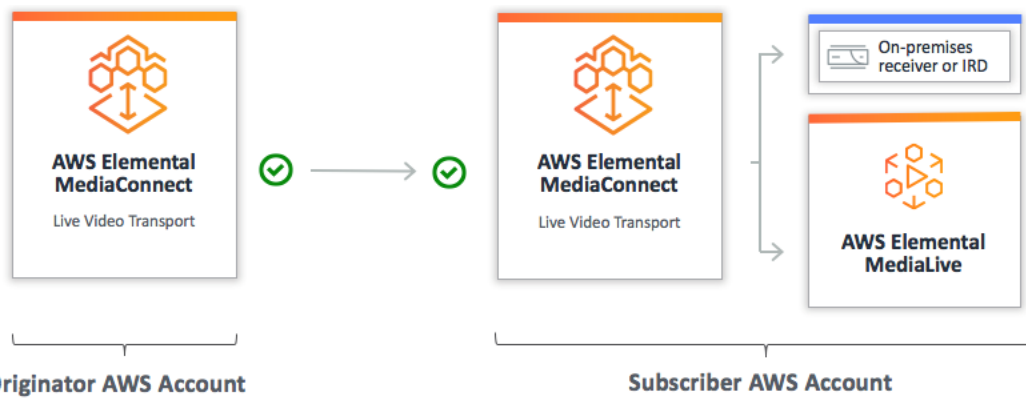 AWS Elemental
MediaConnect
Live Video Transport
AWS Elemental
MediaConnect
Live Video Transport
On-premises
receiver or IRD
AWS Elemental
MediaLive
riginator AWS Account
Subscriber AWS Account